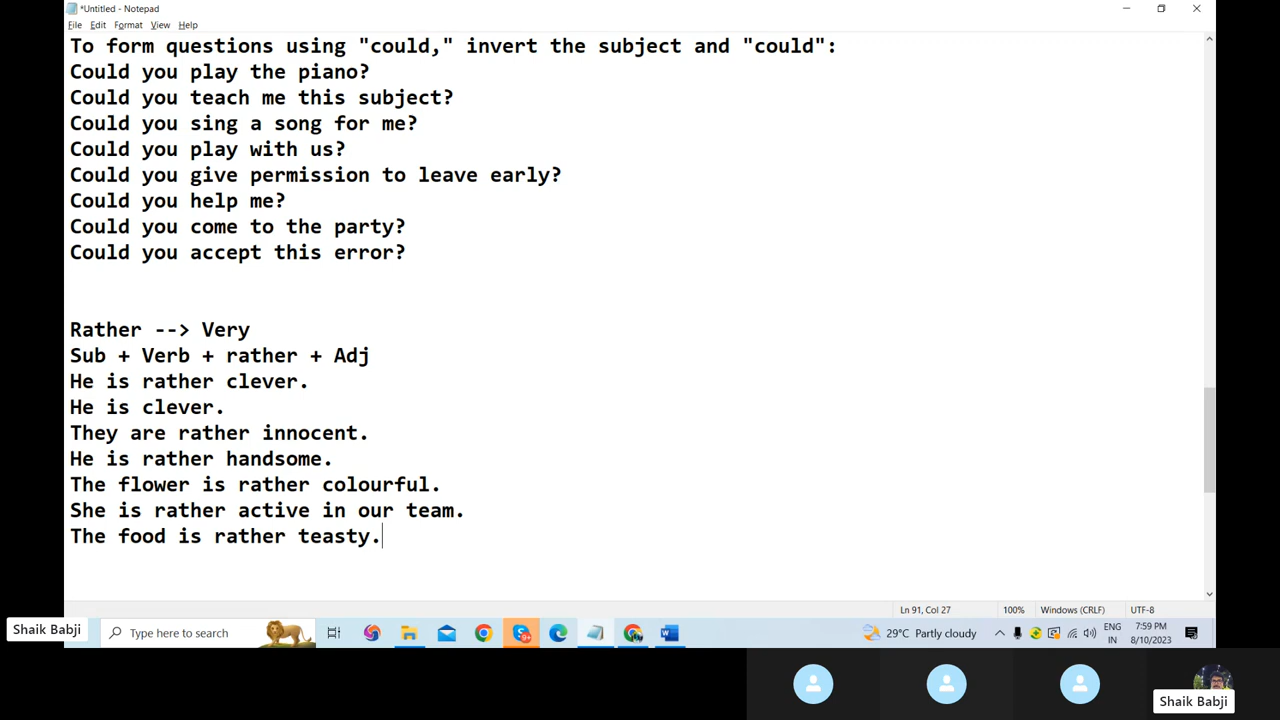 *Untitled - Notepad
File Edit Format View Help
To form questions using "could," invert the subject and "could":
Could you play the piano?
Could you teach me this subject?
Could you sing a song for me?
Could you play with us?
Could you give permission to leave early?
Could you help me?
Could you come to the party?
Could you accept this error?
Rather --> Very
Sub + Verb + rather + Adj
He is rather clever.
He is clever.
They are rather innocent.
He is rather handsome.
The flower is rather colourful.
She is rather active in our team.
The food is rather teasty.
Ln 91, Col 27 100% Windows (CRLF) UTF-8
Shaik Babji
Type here to search
29°C Partly cloudy
ENG
IN
7:59 PM
8/10/2023
Shaik Babji